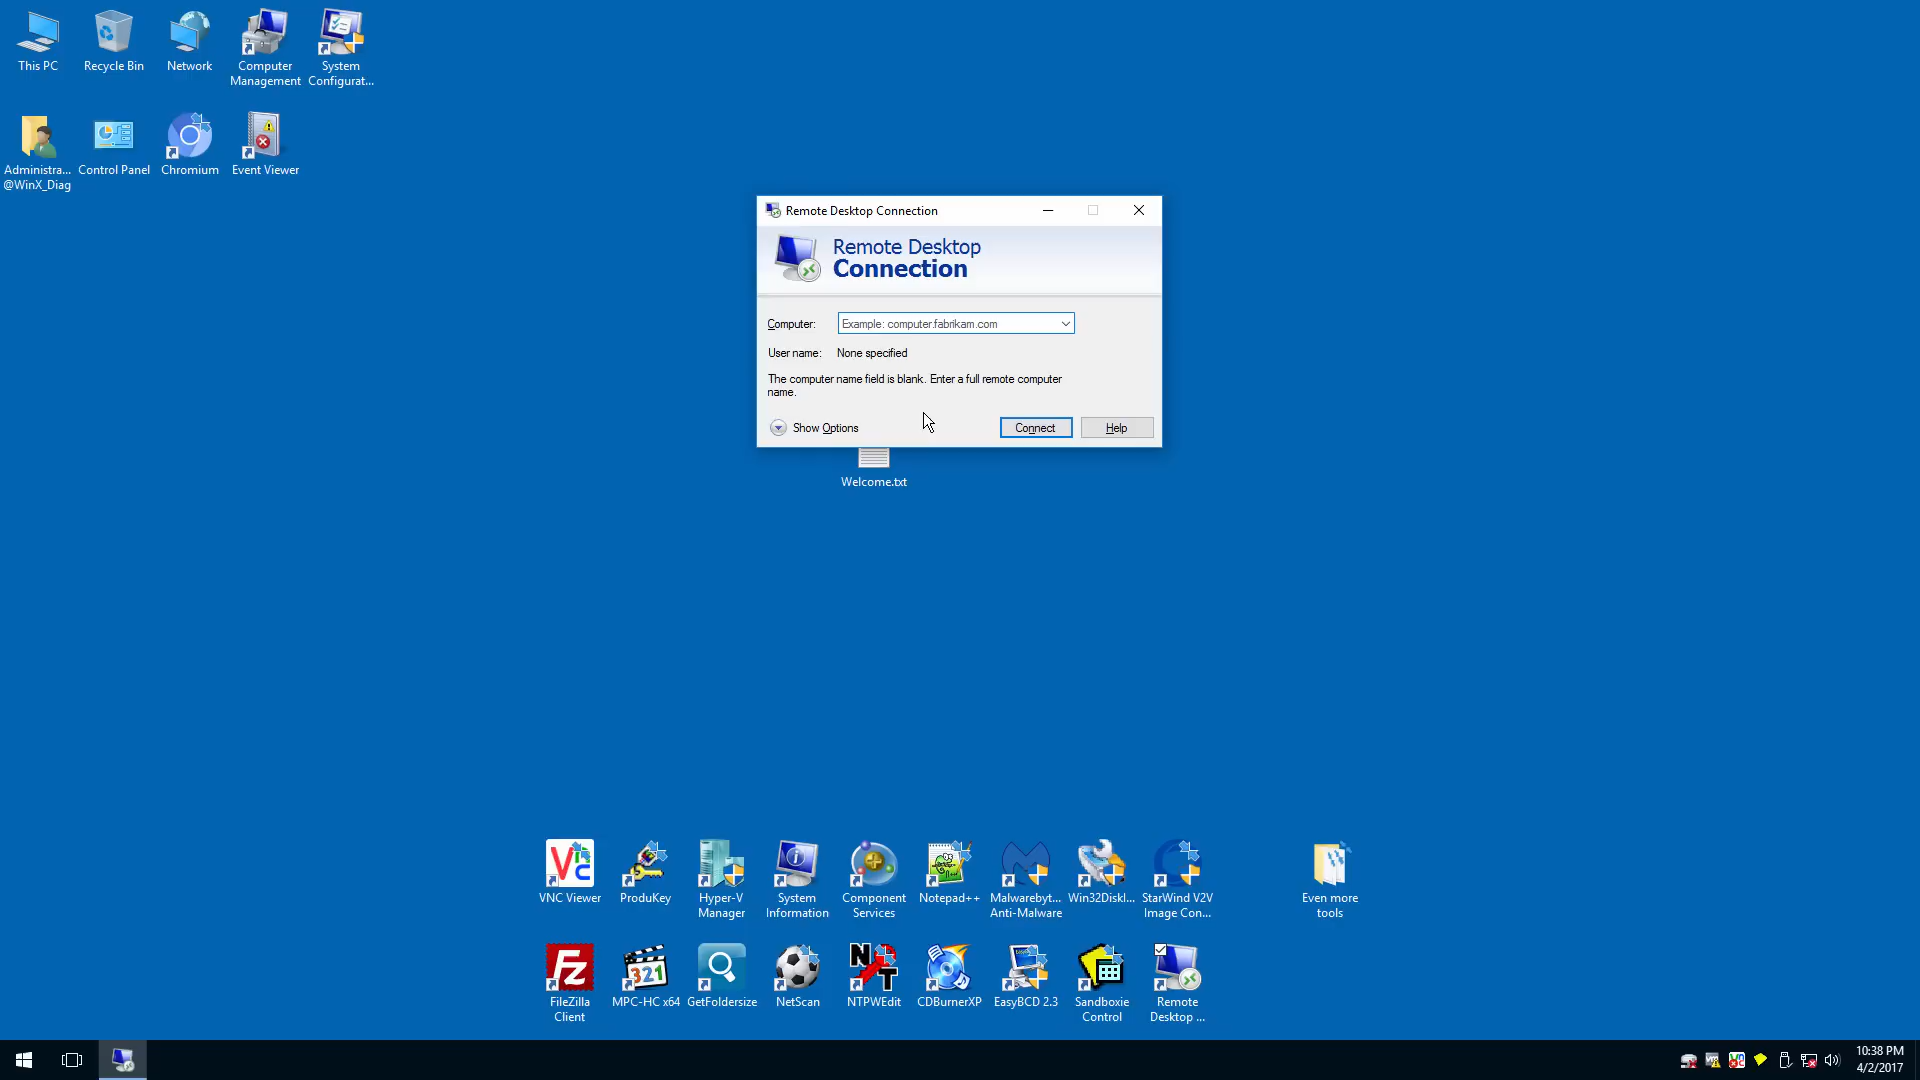 This PC
Recycle Bin
Network
Computer
Management
System
Configurat...
Administra...
@WinX_Diag
Control Panel
Chromium
Event Viewer
Remote Desktop Connection
Remote Desktop
Connection
Computer:
Example: computer.fabrikam.com
User name:
None specified
The computer name field is blank. Enter a full remote computer
name.
Show Options
Connect
Help
Welcome.txt
VNC Viewer
ProduKey
Hyper-V
Manager
System
Information
Component
Services
Notepad++
Malwarebyt...
Anti-Malware
Win32DiskI...
StarWind V2V
Image Con...
Even more
tools
FileZilla
Client
321
MPC-HC x64
GetFoldersize
NetScan
NT
NTPWEdit
CDBurnerXP
EasyBCD 2.3
Sandboxie
Control
Remote
Desktop ...
10:38 PM
4/2/2017